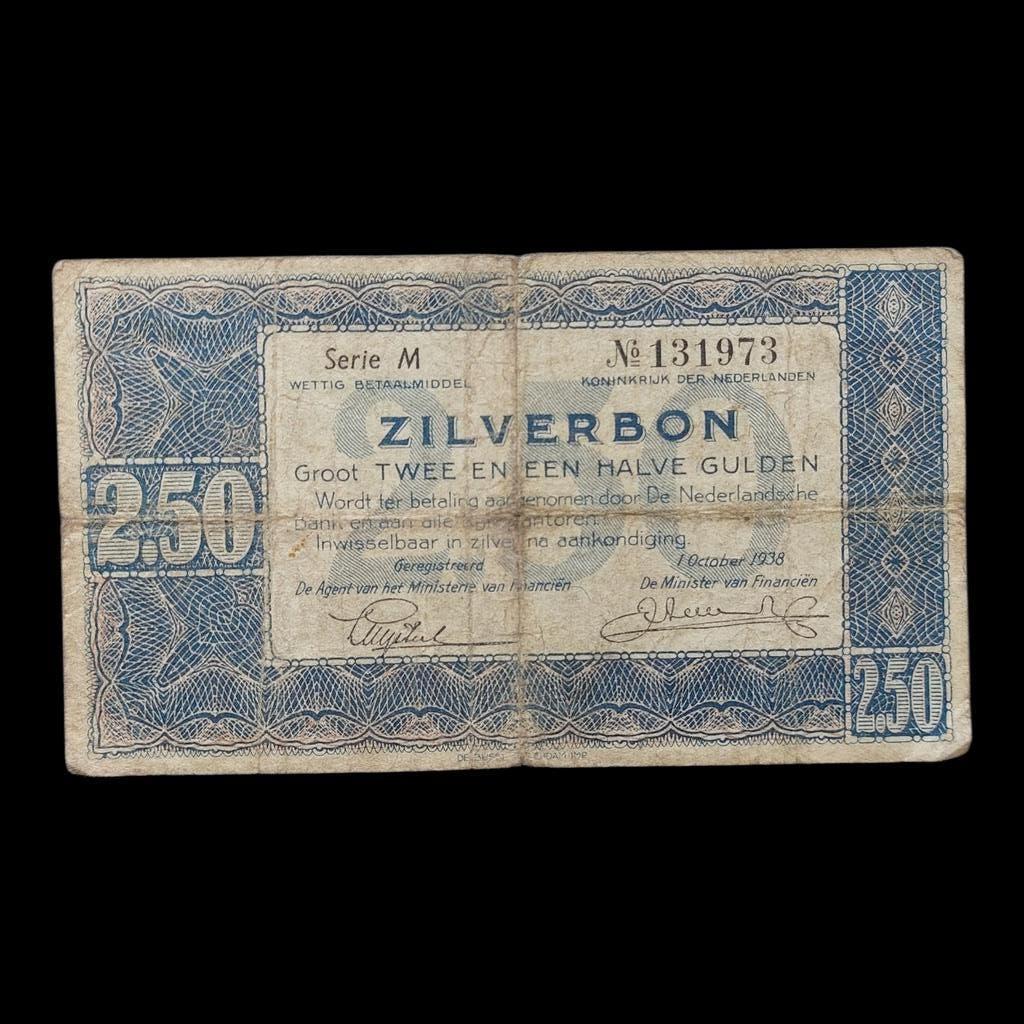 Serie M
№ 131973
WETTIG BETAALMIDDEL
KONINKRIJK DER NEDERLANDEN
ZILVERBON
Groot TWEE EN EEN HALVE GULDEN
Wordt ter betaling aangenomen door De Nederlandsche
Bank en aan alle
Inwisselbaar in zilver na aankondiging.
Geregistreerd
1 October 1938
De Agent van het Ministerie van Financiën
De Minister van Financiën
2.50
2.50
2.50